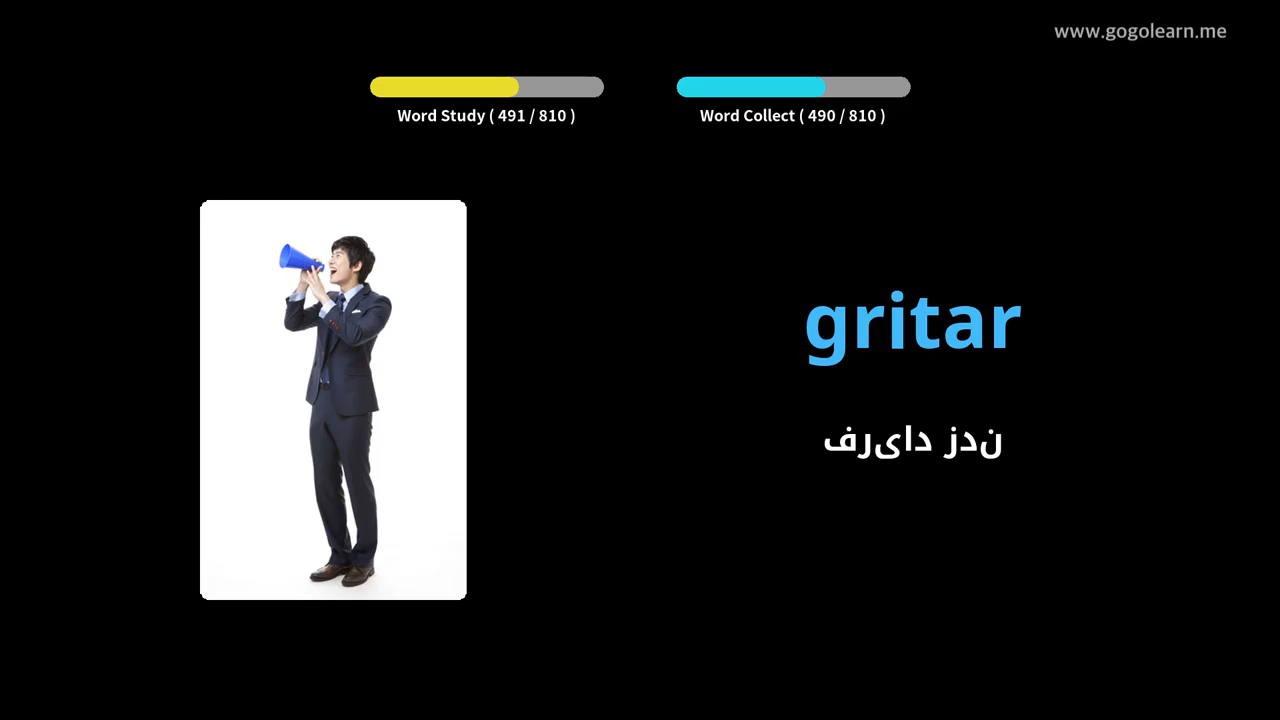 www.gogolearn.me
Word Study ( 491 / 810 )
Word Collect ( 490 / 810 )
gritar
فریاد زدن